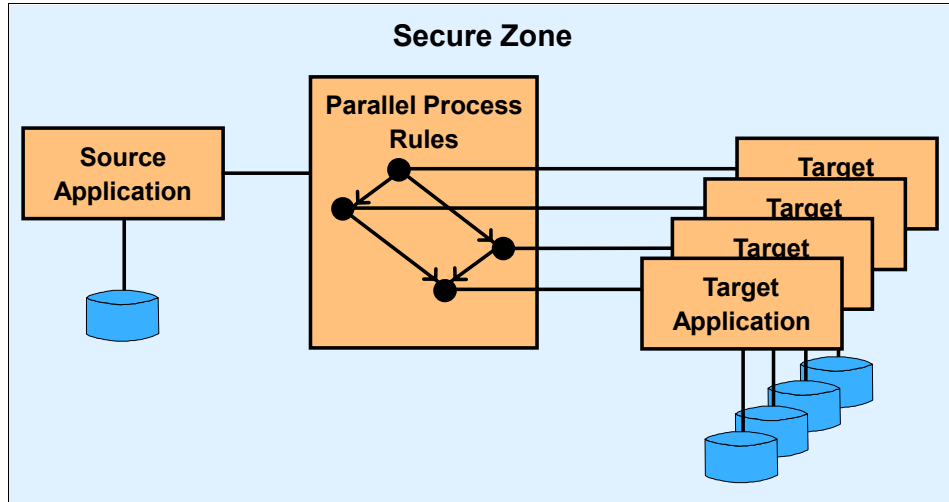 Secure Zone
Parallel Process
Rules
Source
Application
Target
Target
Target
Target
Application